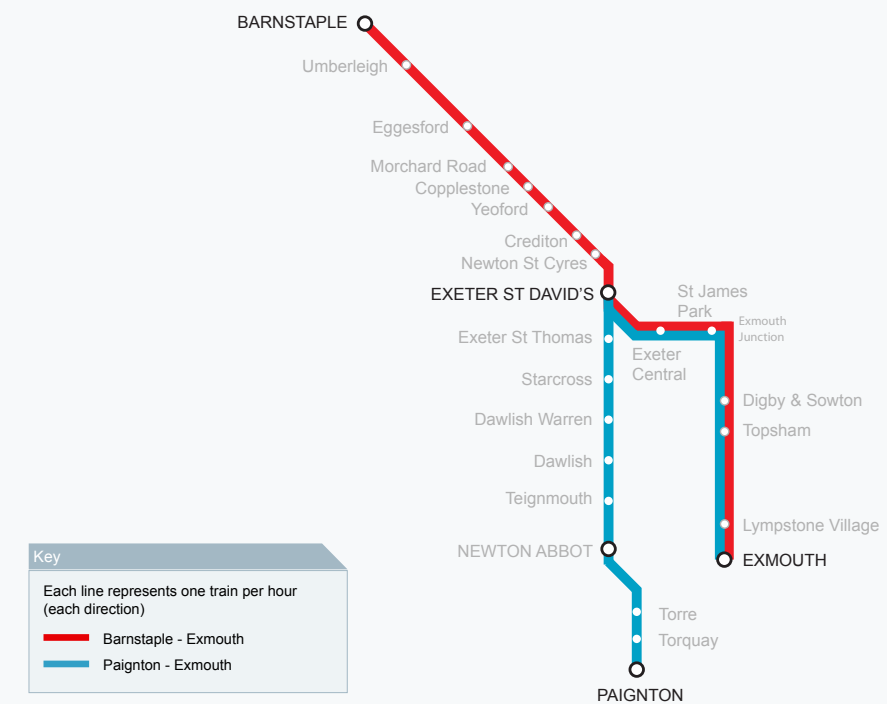 BARNSTAPLE
Umberleigh
Eggesford
Morchard Road
Copplestone
Yeoford
Crediton
Newton St Cyres
EXETER ST DAVID'S
St James
Park
Exmouth
Junction
Exeter St Thomas
Exeter
Central
Starcross
Digby & Sowton
Dawlish Warren
Topsham
Dawlish
Teignmouth
Lympstone Village
NEWTON ABBOT
EXMOUTH
Torre
Torquay
PAIGNTON
Key
Each line represents one train per hour
(each direction)
Barnstaple - Exmouth
Paignton - Exmouth